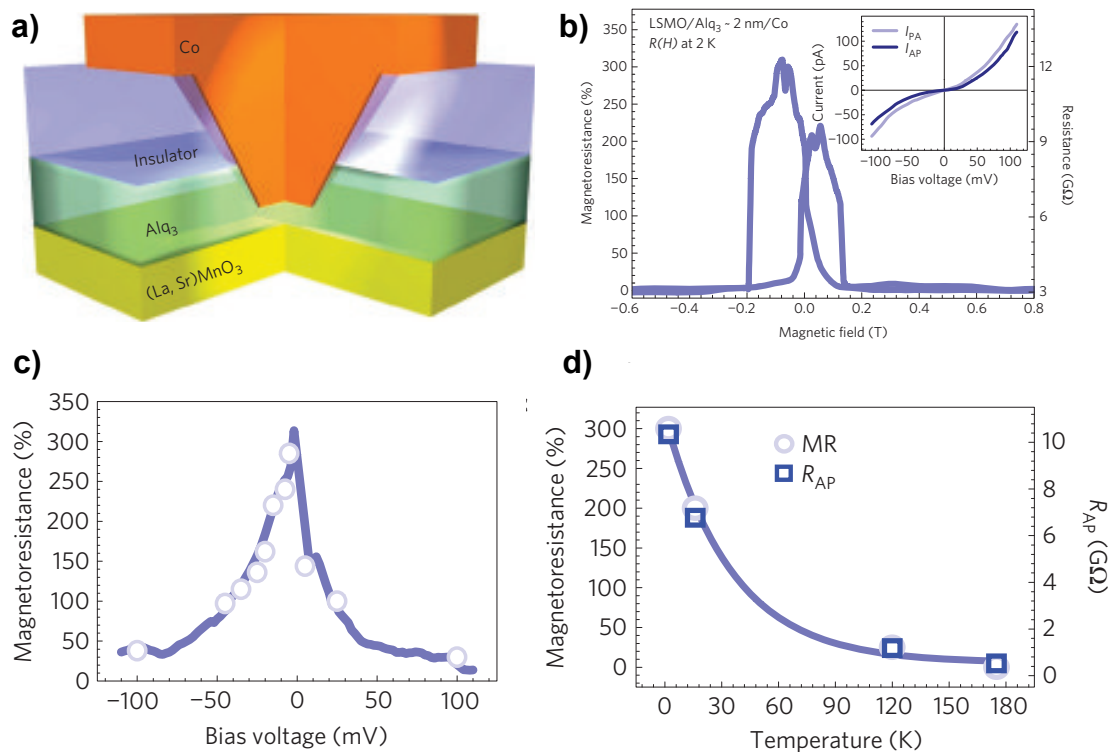 a)
Co
Insulator
Alq3
(La, Sr)MnO3
b)
LSMO/Alq3 ~ 2 nm/Co
R(H) at 2 K
Magnetoresistance (%)
350
300
250
200
150
100
50
0
−0.6 −0.4 −0.2 0.0 0.2 0.4 0.6 0.8
Magnetic field (T)
12
9
6
3
Resistance (GΩ)
IPA
IAP
Current (pA)
100
50
0
−50
−100
−100 −50 0 50 100
Bias voltage (mV)
c)
Magnetoresistance (%)
350
300
250
200
150
100
50
0
−100 −50 0 50 100
Bias voltage (mV)
d)
Magnetoresistance (%)
300
250
200
150
100
50
0
MR
RAP
10
8
6
4
2
0
RAP (GΩ)
0 30 60 90 120 150 180
Temperature (K)